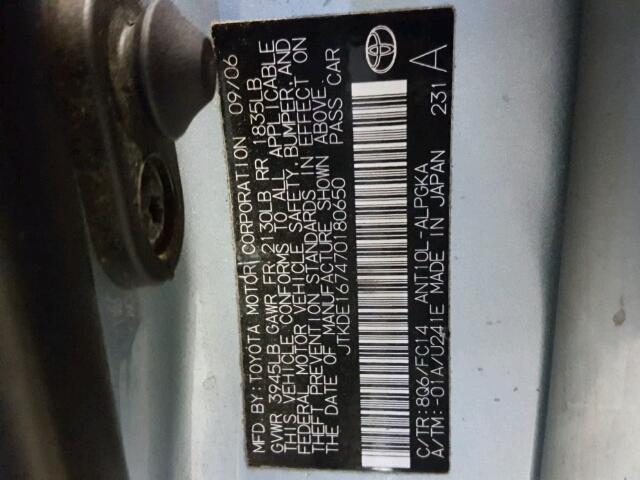 MFD. BY: TOYOTA MOTOR CORPORATION 09/06
GVWR 3945LB GAWR FR 2130LB RR 1835LB
THIS VEHICLE CONFORMS TO ALL APPLICABLE
FEDERAL MOTOR VEHICLE SAFETY, BUMPER, AND
THEFT PREVENTION STANDARDS IN EFFECT ON
THE DATE OF MANUFACTURE SHOWN ABOVE.
JTKDE167470180650 PASS CAR
C/TR: 8Q6/FC14 ANT10L-ALPGKA
A/TM: -01A/U241E MADE IN JAPAN 231 A